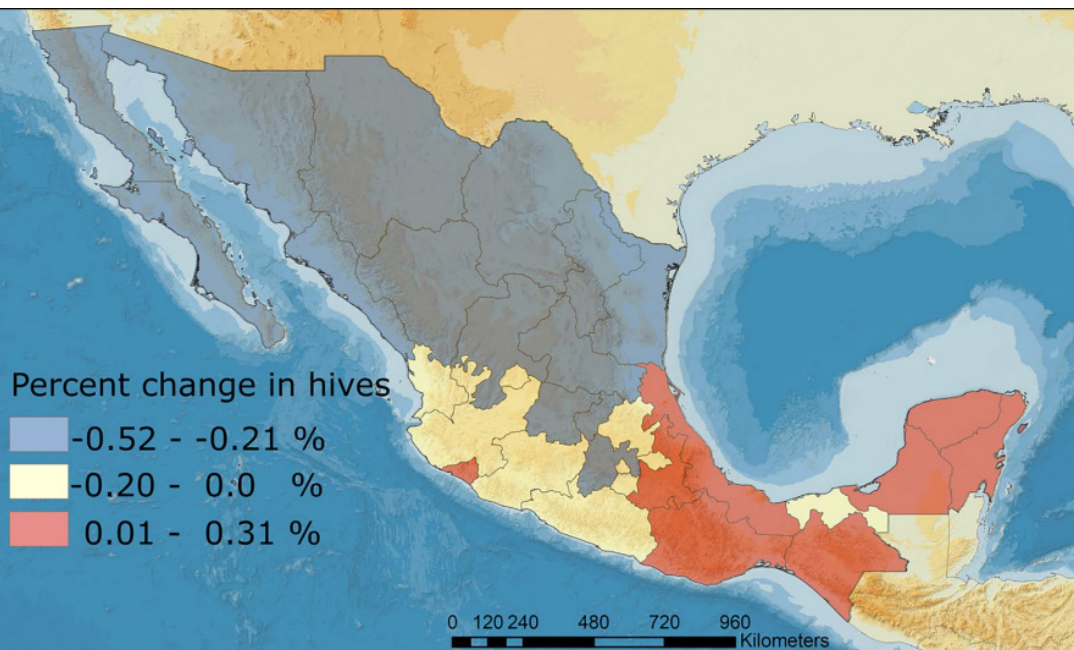 Percent change in hives
-0.52 - -0.21 %
-0.20 - 0.0 %
0.01 - 0.31 %
0 120 240 480 720 960
Kilometers